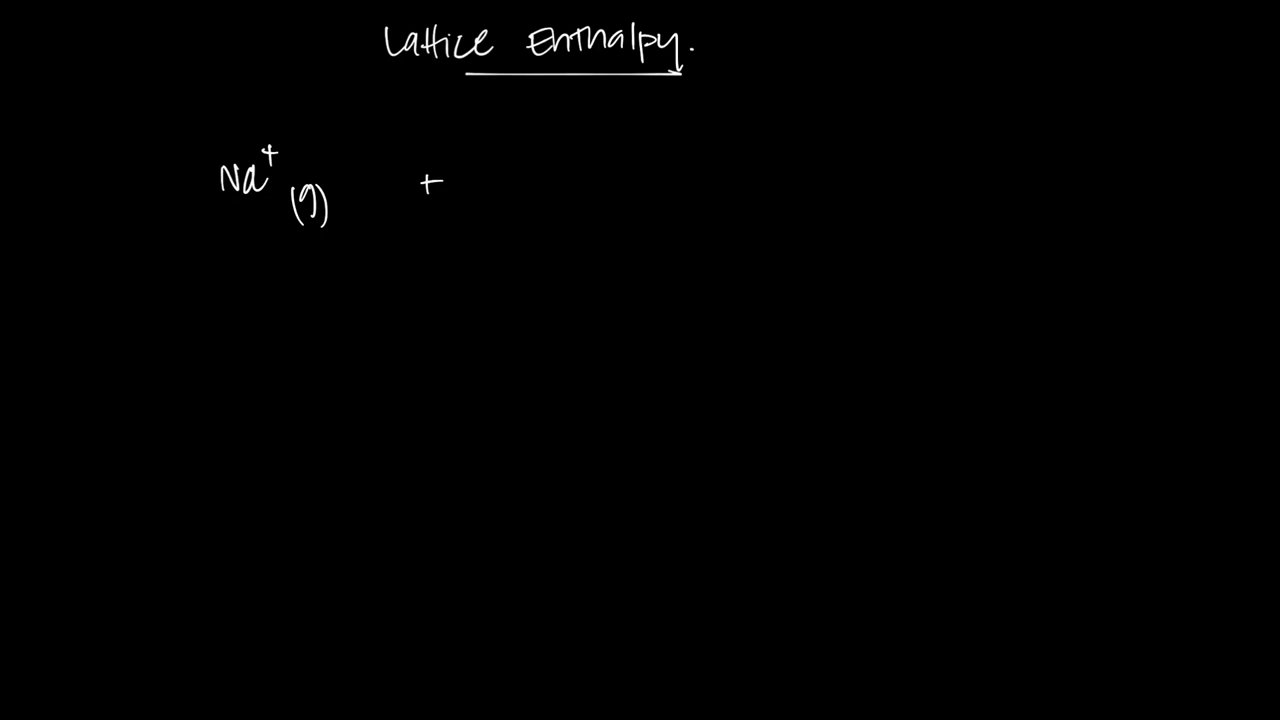 Lattice Enthalpy.
Na⁺(g) +